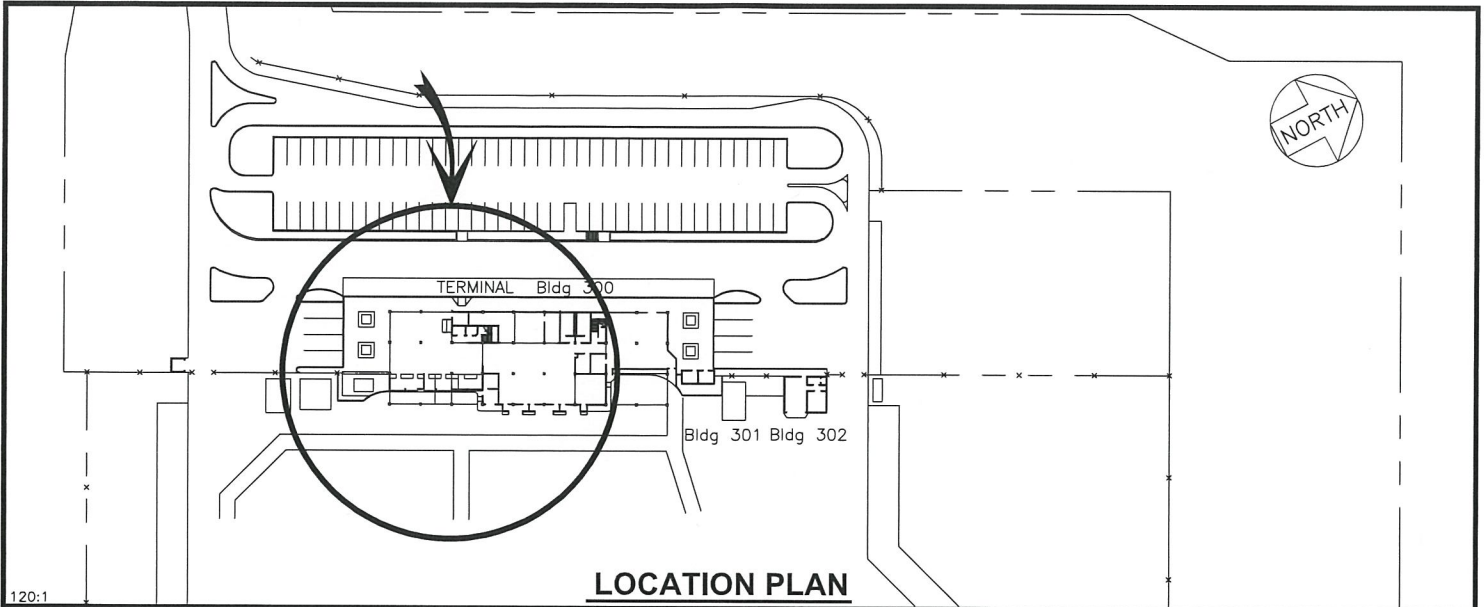 NORTH
TERMINAL Bldg 300
Bldg 301 Bldg 302
LOCATION PLAN
120:1